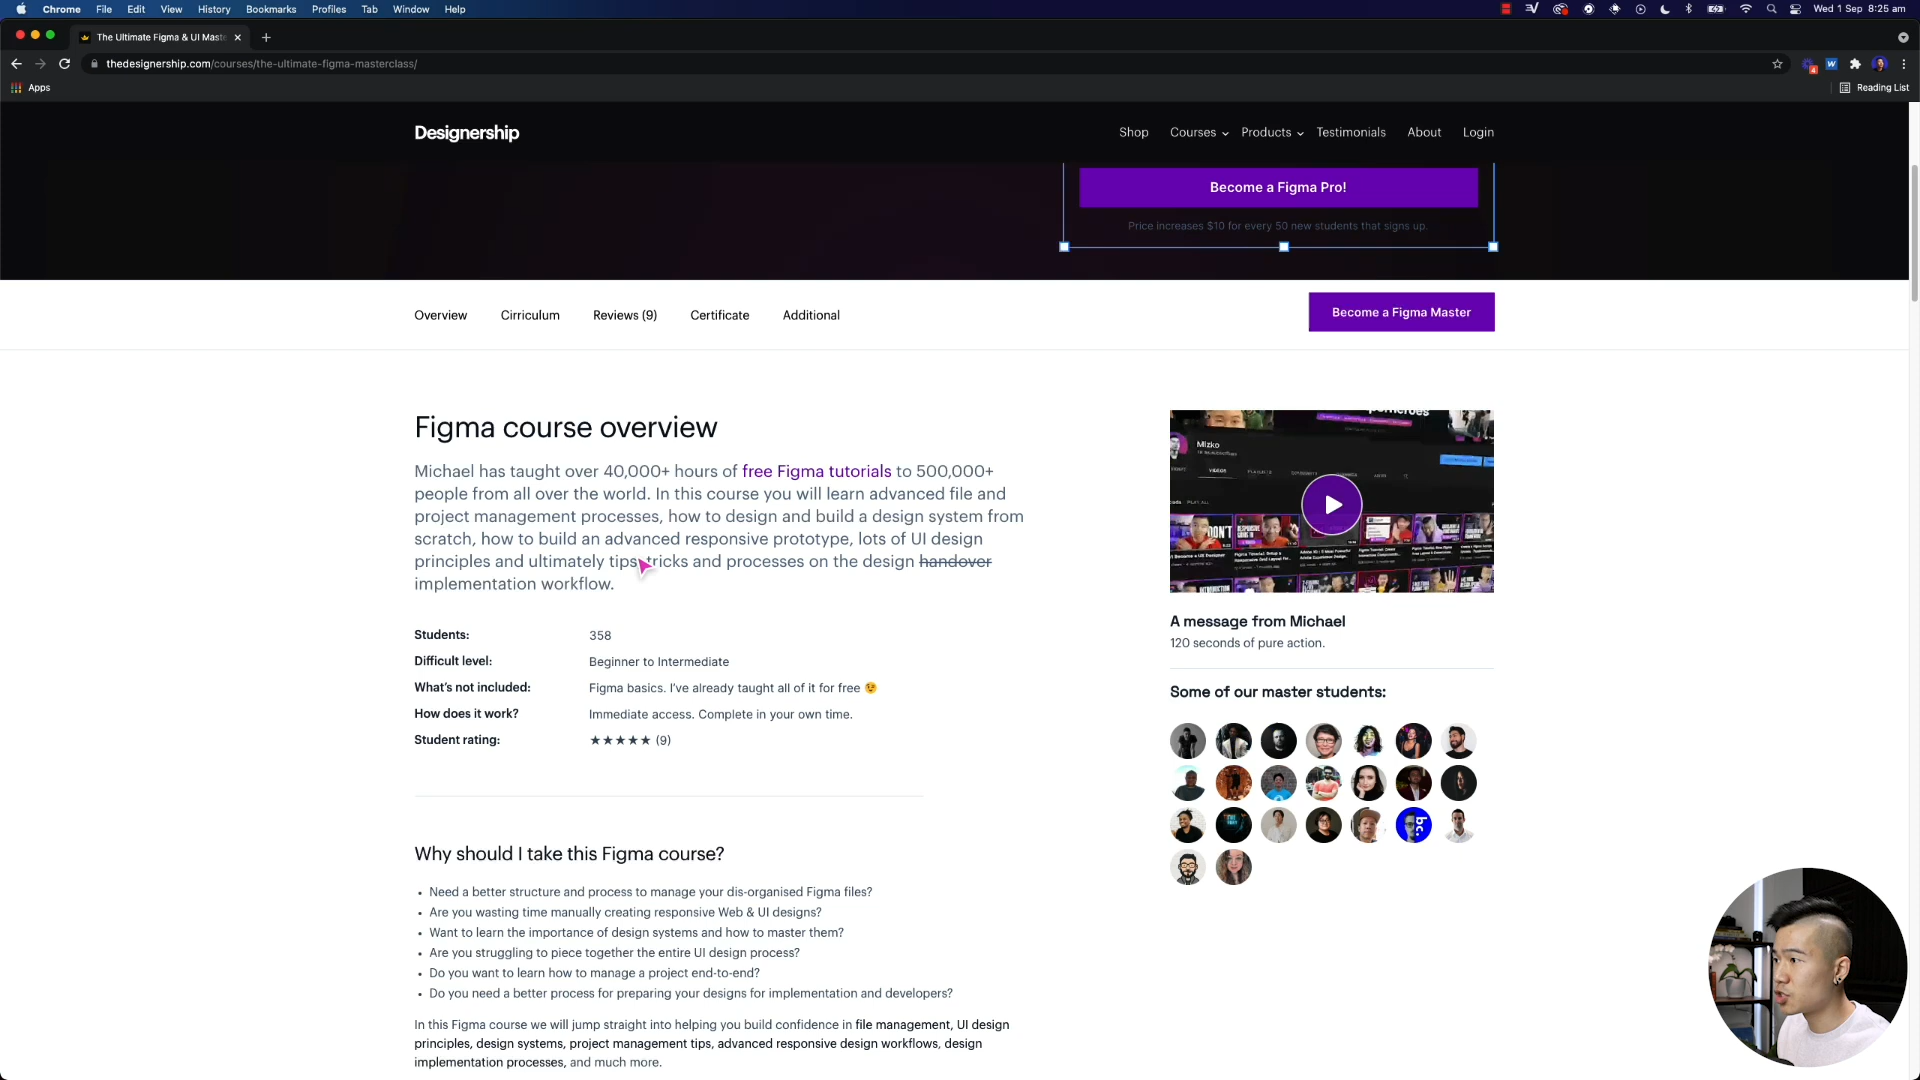 Chrome File Edit View History Bookmarks Profiles Tab Window Help
Wed 1 Sep 8:25 am
The Ultimate Figma & UI Maste
thedesignership.com/courses/the-ultimate-figma-masterclass/
Apps
Reading List
Designership
Shop Courses Products Testimonials About Login
Become a Figma Pro!
Price increases $10 for every 50 new students that signs up.
Overview Cirriculum Reviews (9) Certificate Additional
Become a Figma Master
Figma course overview
Michael has taught over 40,000+ hours of free Figma tutorials to 500,000+
people from all over the world. In this course you will learn advanced file and
project management processes, how to design and build a design system from
scratch, how to build an advanced responsive prototype, lots of UI design
principles and ultimately tips, tricks and processes on the design handover
implementation workflow.
Students: 358
Difficult level: Beginner to Intermediate
What's not included: Figma basics. I've already taught all of it for free 😉
How does it work? Immediate access. Complete in your own time.
Student rating: ★★★★★ (9)
Why should I take this Figma course?
• Need a better structure and process to manage your dis-organised Figma files?
• Are you wasting time manually creating responsive Web & UI designs?
• Want to learn the importance of design systems and how to master them?
• Are you struggling to piece together the entire UI design process?
• Do you want to learn how to manage a project end-to-end?
• Do you need a better process for preparing your designs for implementation and developers?
In this Figma course we will jump straight into helping you build confidence in file management, UI design
principles, design systems, project management tips, advanced responsive design workflows, design
implementation processes, and much more.
Mizko
A message from Michael
120 seconds of pure action.
Some of our master students:
bc.